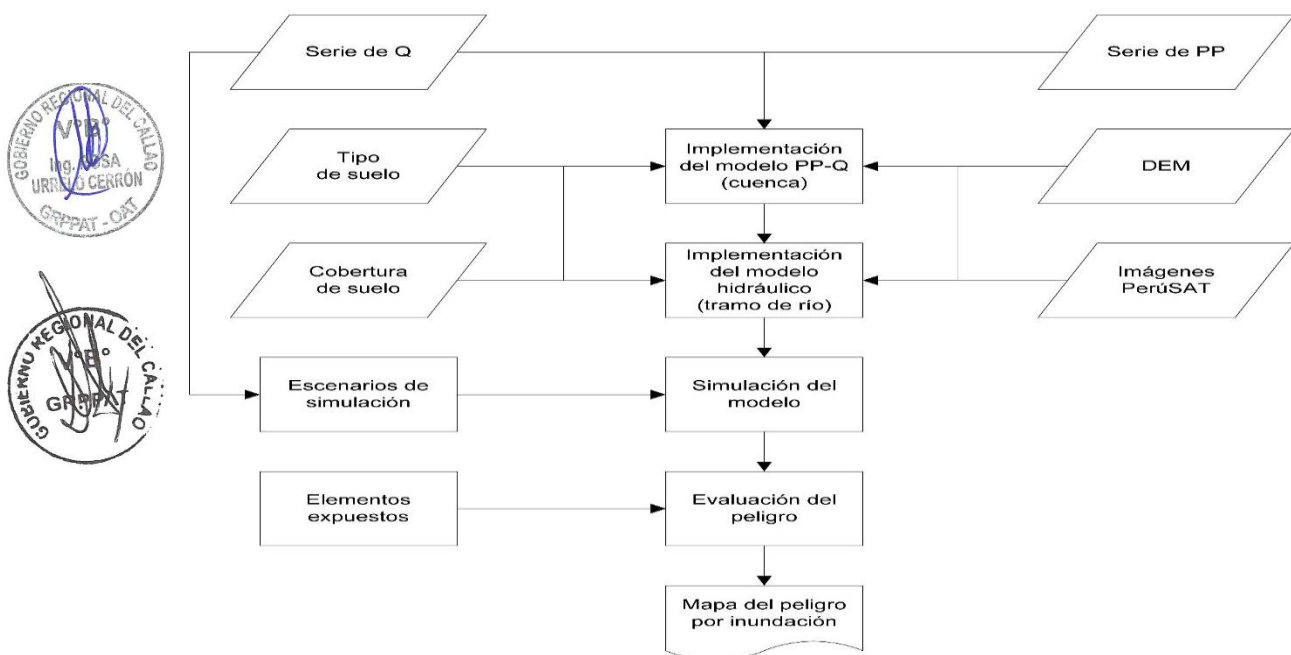 Serie de Q
Serie de PP
GOBIERNO REGIONAL DEL CALLAO
V°B°
Ing. ROSA
URRELO CERRÓN
GRPPAT - OAT
Tipo
de suelo
Implementación
del modelo PP-Q
(cuenca)
DEM
Cobertura
de suelo
Implementación
del modelo
hidráulico
(tramo de río)
Imágenes
PerúSAT
GOBIERNO REGIONAL DEL CALLAO
V°B°
GRPPAT
Escenarios de
simulación
Simulación del
modelo
Elementos
expuestos
Evaluación del
peligro
Mapa del peligro
por inundación